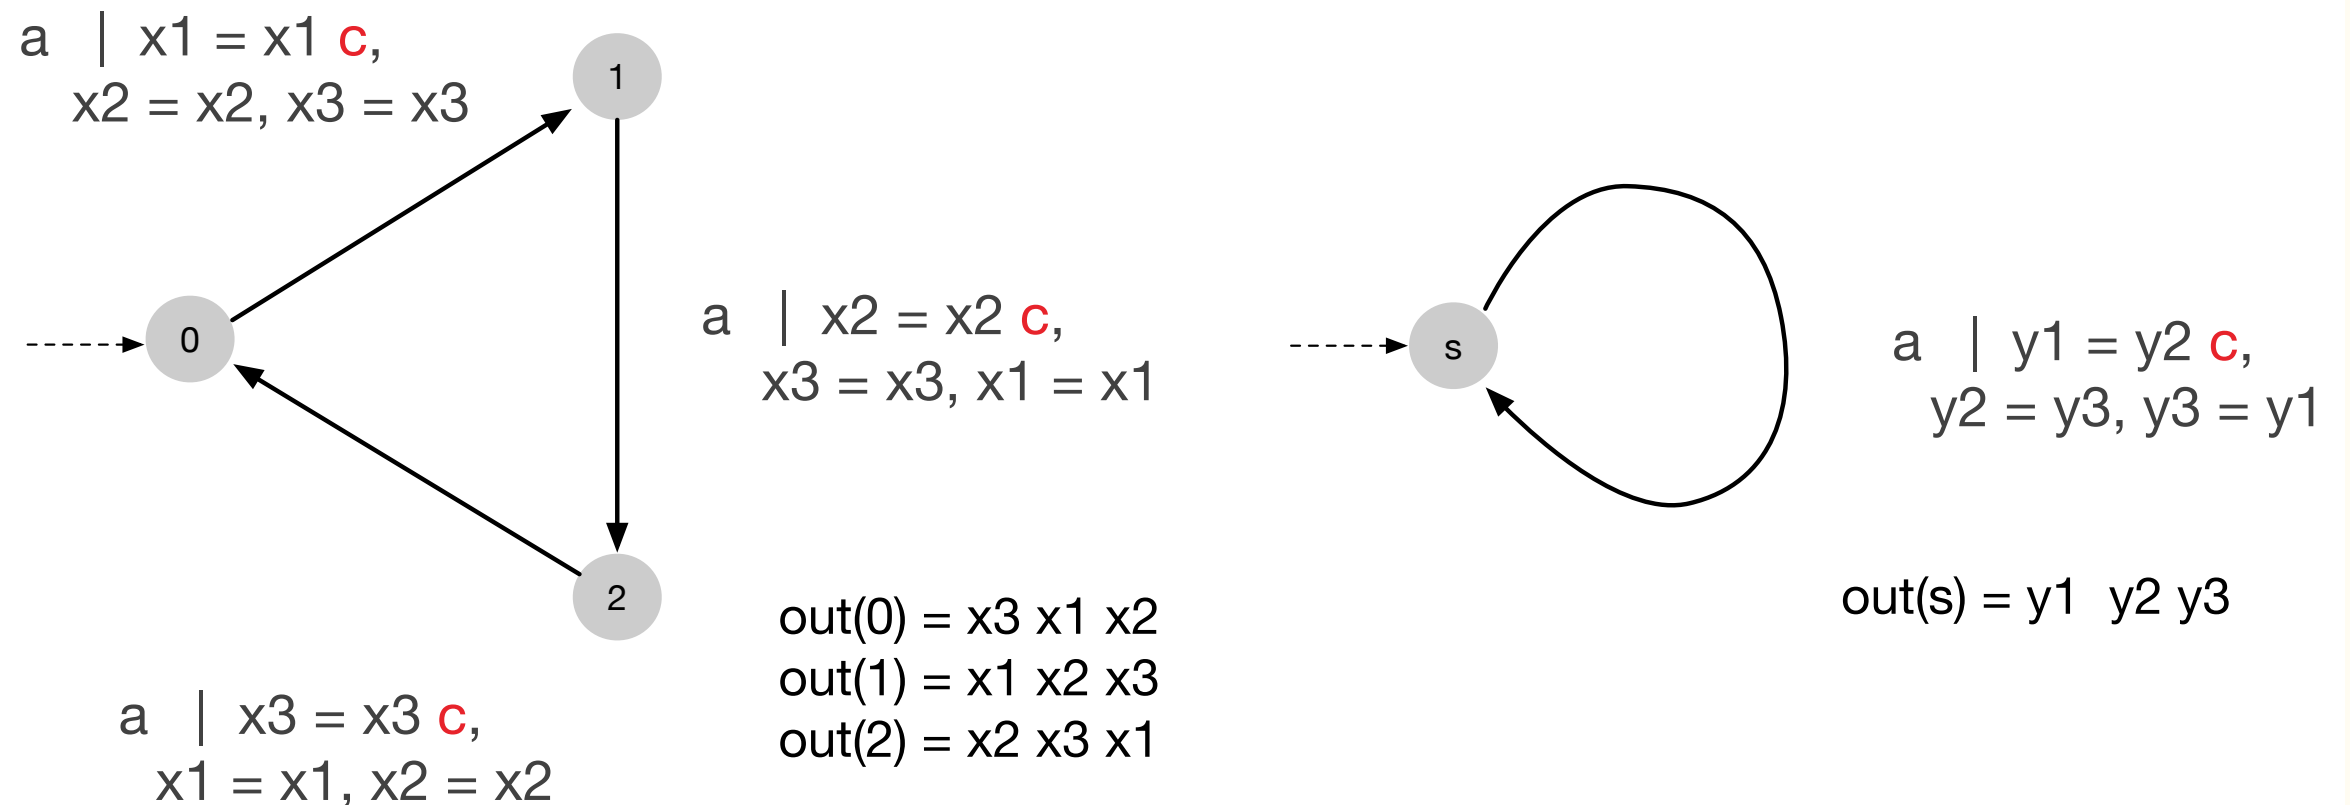 a | x1 = x1 c,
x2 = x2, x3 = x3
1
0
a | x2 = x2 c,
x3 = x3, x1 = x1
2
a | x3 = x3 c,
x1 = x1, x2 = x2
out(0) = x3 x1 x2
out(1) = x1 x2 x3
out(2) = x2 x3 x1
s
a | y1 = y2 c,
y2 = y3, y3 = y1
out(s) = y1 y2 y3